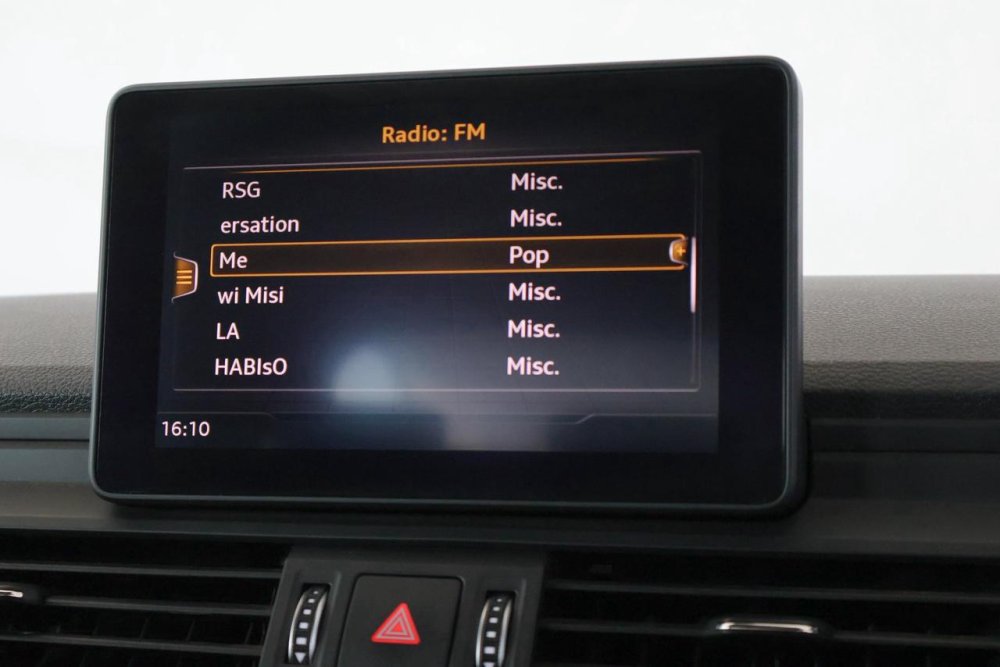 Radio: FM
RSG Misc.
ersation Misc.
Me Pop
wi Misi Misc.
LA Misc.
HABIsO Misc.
16:10